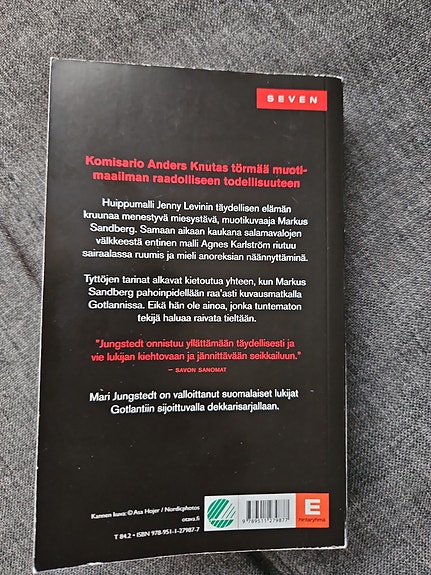 SEVEN
Komisario Anders Knutas törmää muoti-
maailman raadolliseen todellisuuteen
Huippumalli Jenny Levinin täydellisen elämän
kruunaa menestyvä miesystävä, muotikuvaaja Markus
Sandberg. Samaan aikaan kaukana salamavalojen
välkkeestä entinen malli Agnes Karlström riutuu
sairaalassa ruumis ja mieli anoreksian näännyttäminä.
Tyttöjen tarinat alkavat kietoutua yhteen, kun Markus
Sandberg pahoinpidellään raa'asti kuvausmatkalla
Gotlannissa. Eikä hän ole ainoa, jonka tuntematon
tekijä haluaa raivata tieltään.
"Jungstedt onnistuu yllättämään täydellisesti ja
vie lukijan kiehtovaan ja jännittävään seikkailuun."
– SAVON SANOMAT
Mari Jungstedt on valloittanut suomalaiset lukijat
Gotlantiin sijoittuvalla dekkarisarjallaan.
Kannen kuva: ©Åsa Hojer / Nordicphotos
otava.fi
T 84.2 • ISBN 978-951-1-27987-7
9 789511 279877
E
Hintaryhmä